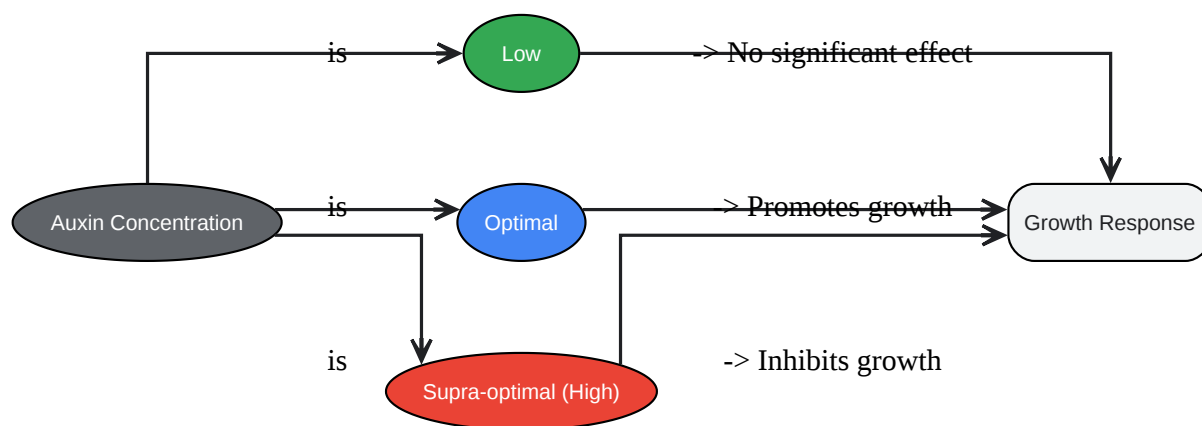 is
Low
-> No significant effect
Auxin Concentration
is
Optimal
-> Promotes growth
Growth Response
is
Supra-optimal (High)
-> Inhibits growth